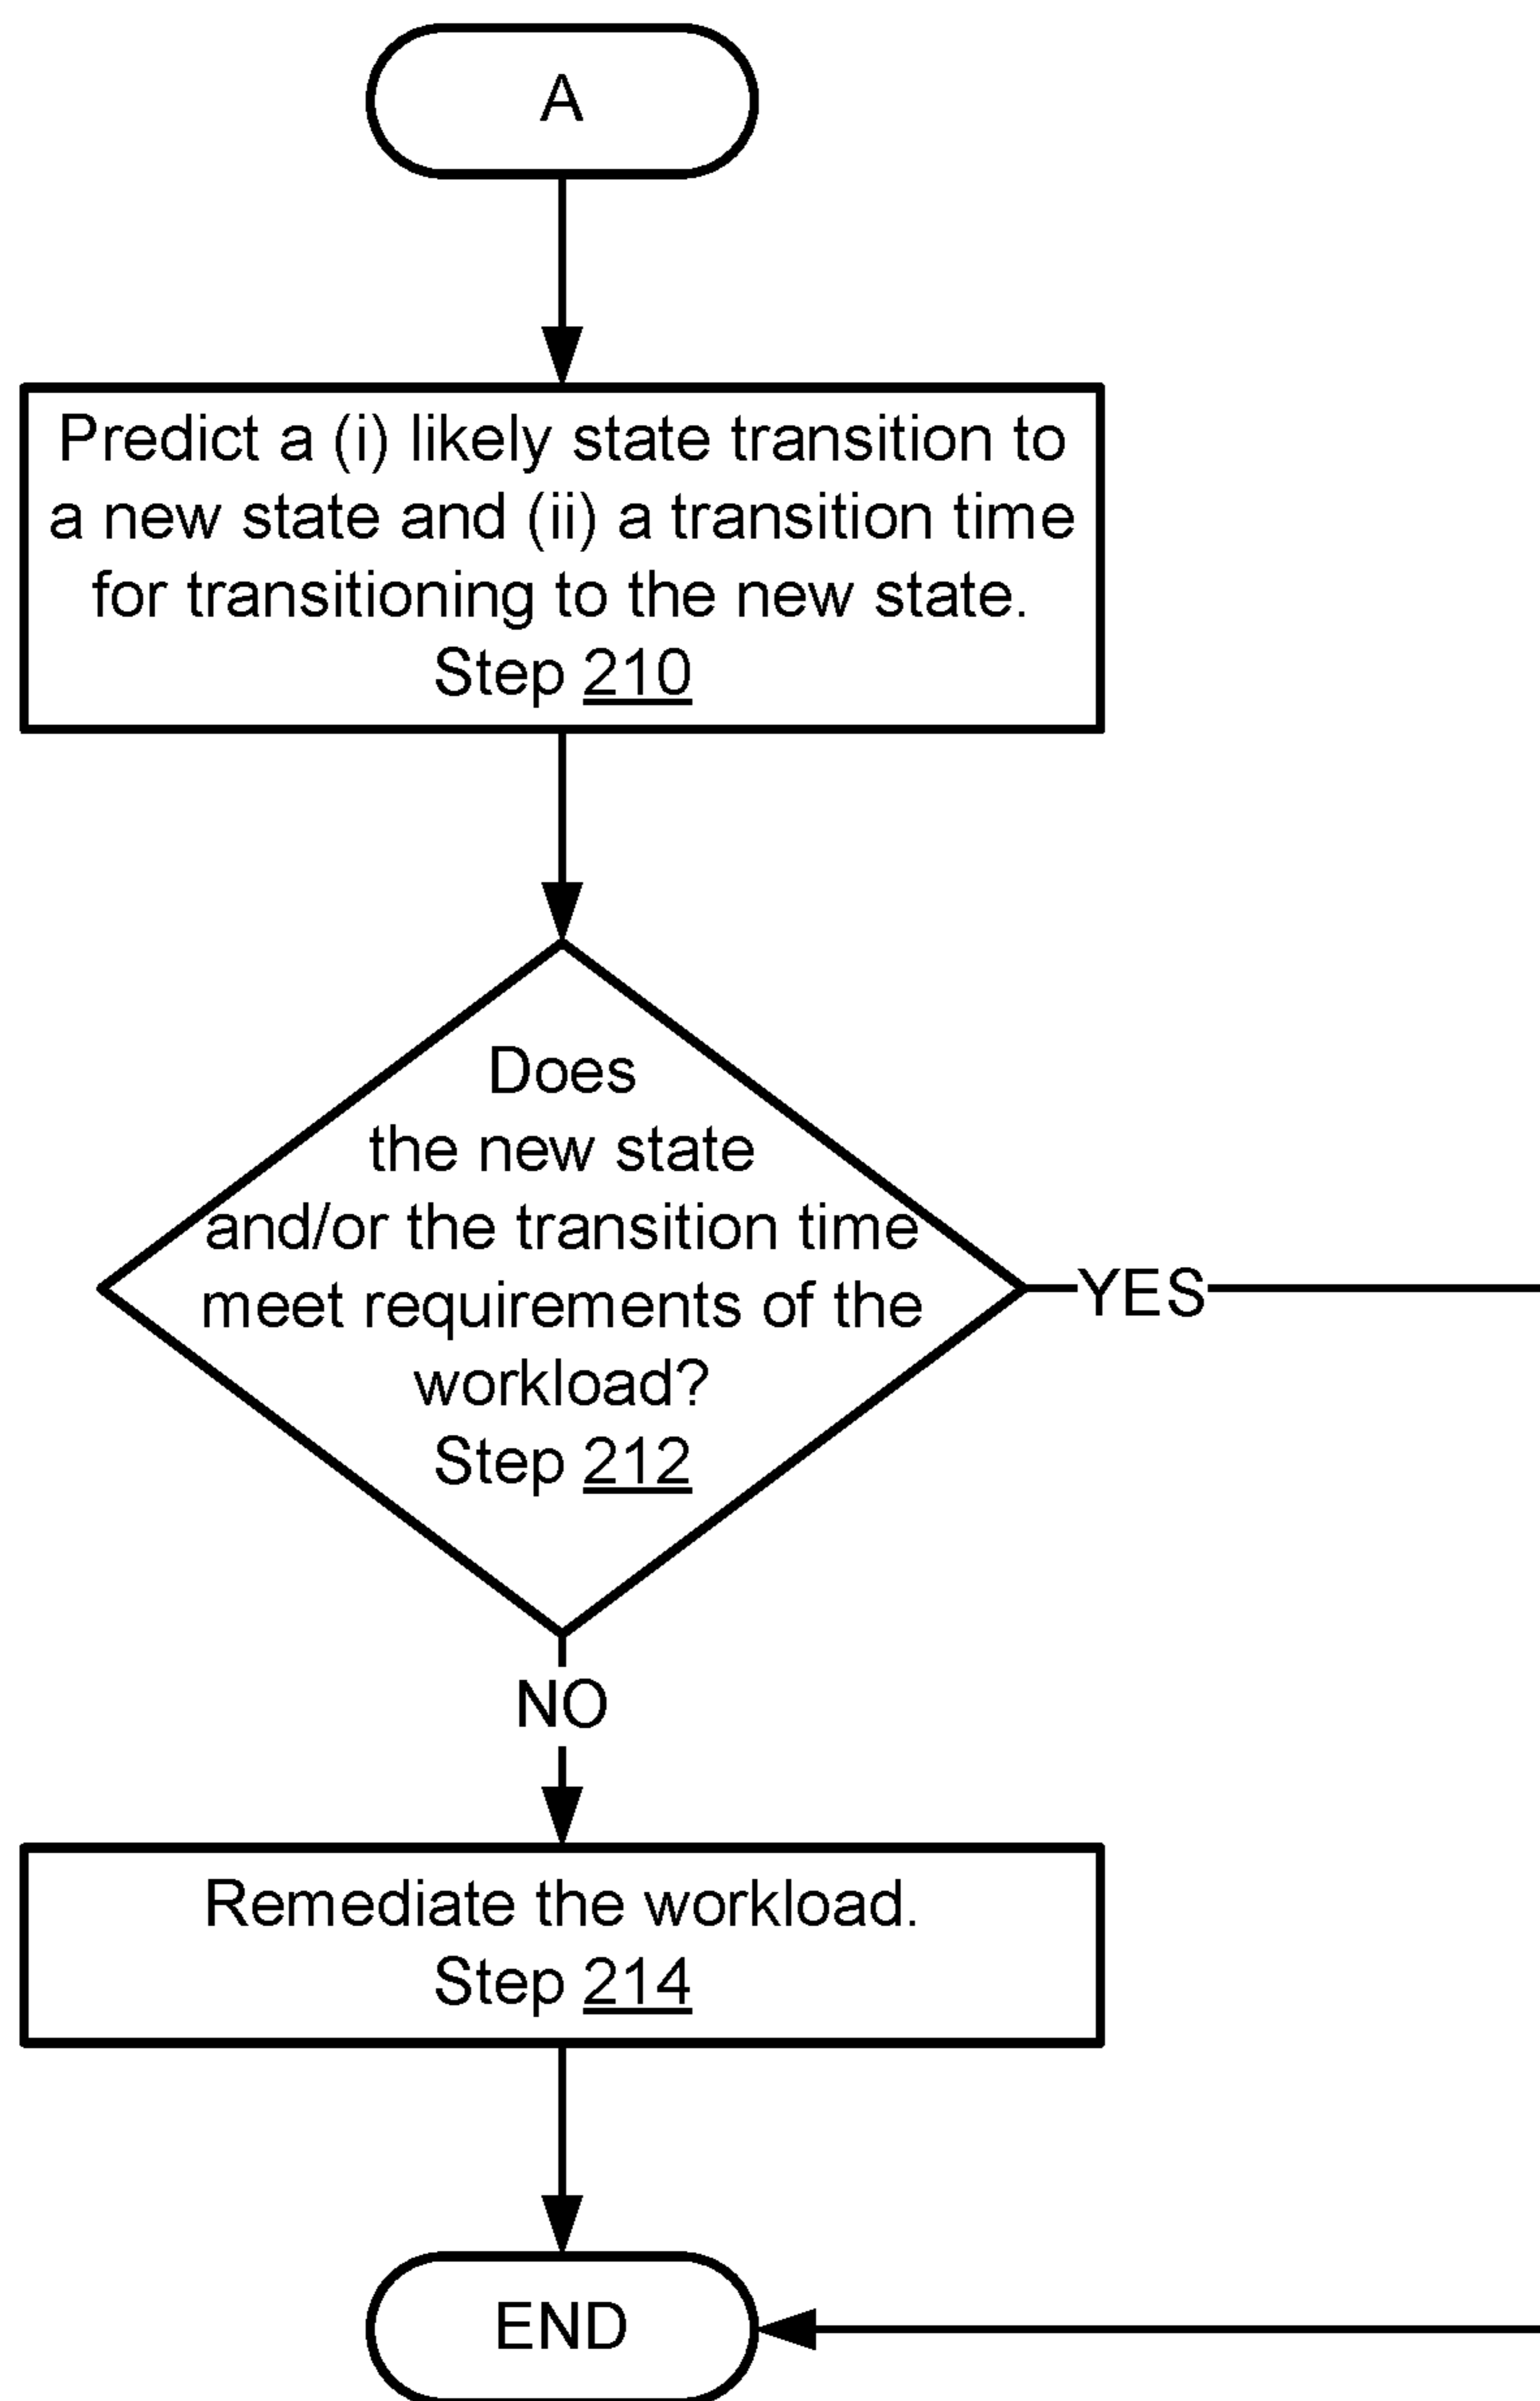 A
Predict a (i) likely state transition to
a new state and (ii) a transition time
for transitioning to the new state.
Step 210
Does
the new state
and/or the transition time
meet requirements of the
workload?
Step 212
YES
NO
Remediate the workload.
Step 214
END